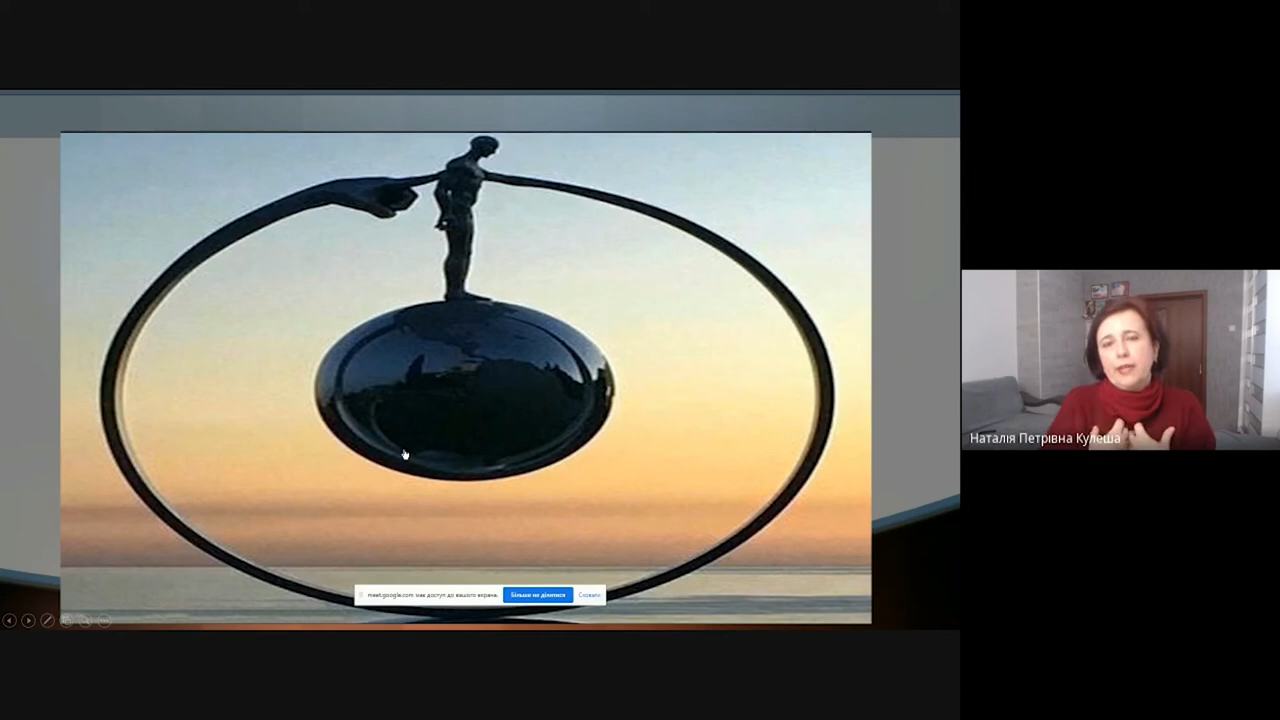 Наталія Петрівна Кулеша
meet.google.com має доступ до вашого екрана.
Більше не ділитися
Сховати